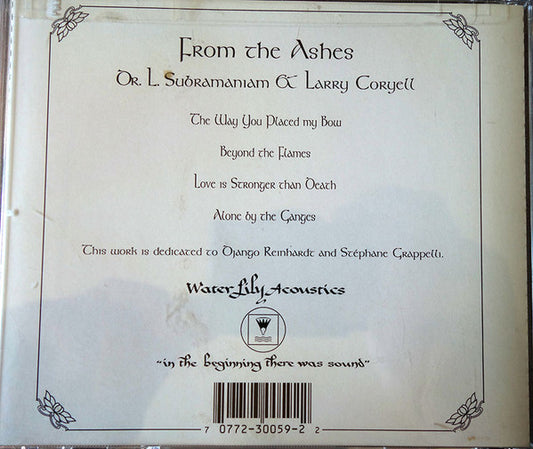 From the Ashes
Dr. L. Subramaniam & Larry Coryell
The Way You Placed my Bow
Beyond the Flames
Love is Stronger than Death
Alone by the Ganges
This work is dedicated to Django Reinhardt and Stéphane Grappelli.
Water Lily Acoustics
"in the beginning there was sound"
7 0772-30059-2 2